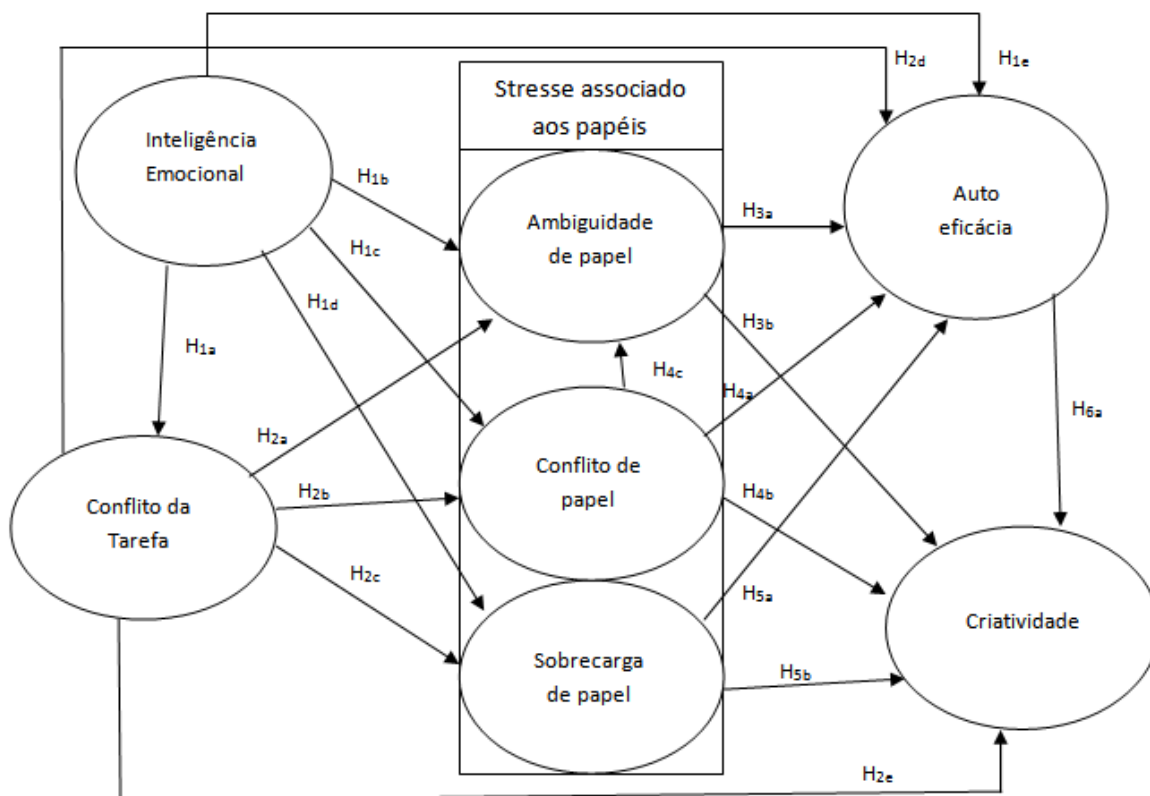 H2d
H1e
Stresse associado
aos papéis
Inteligência
Emocional
H1b
Ambiguidade
de papel
H3a
Auto
eficácia
H1c
H1d
H3b
H1a
H4c
H4a
H6a
H2a
Conflito de
papel
H2b
H4b
Conflito da
Tarefa
H2c
H5a
Criatividade
Sobrecarga
de papel
H5b
H2e